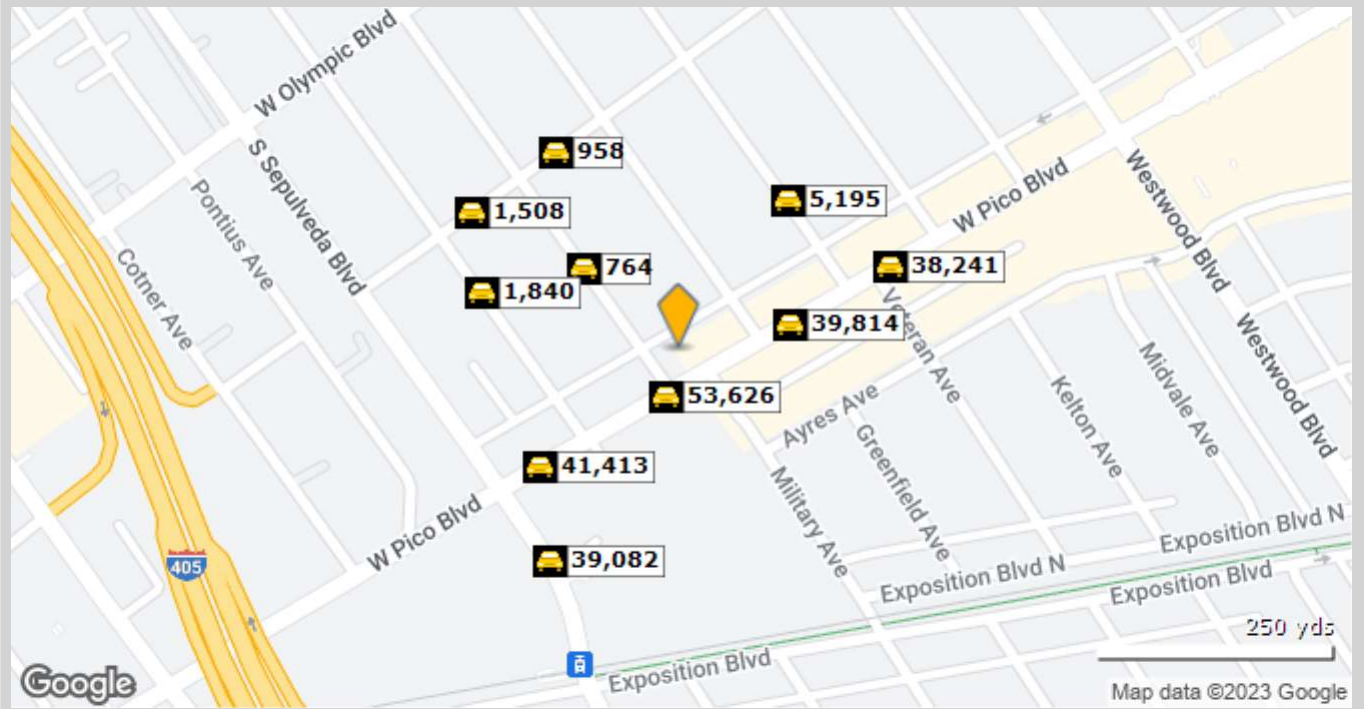 W Olympic Blvd
S Sepulveda Blvd
958
1,508
5,195
W Pico Blvd
Westwood Blvd
Pontius Ave
764
38,241
Cotner Ave
1,840
39,814
Veteran Ave
Westwood Blvd
53,626
Midvale Ave
Kelton Ave
Ayres Ave
Greenfield Ave
41,413
Military Ave
W Pico Blvd
39,082
Exposition Blvd N
405
Exposition Blvd N
Exposition Blvd
250 yds
Exposition Blvd
Google
Map data ©2023 Google